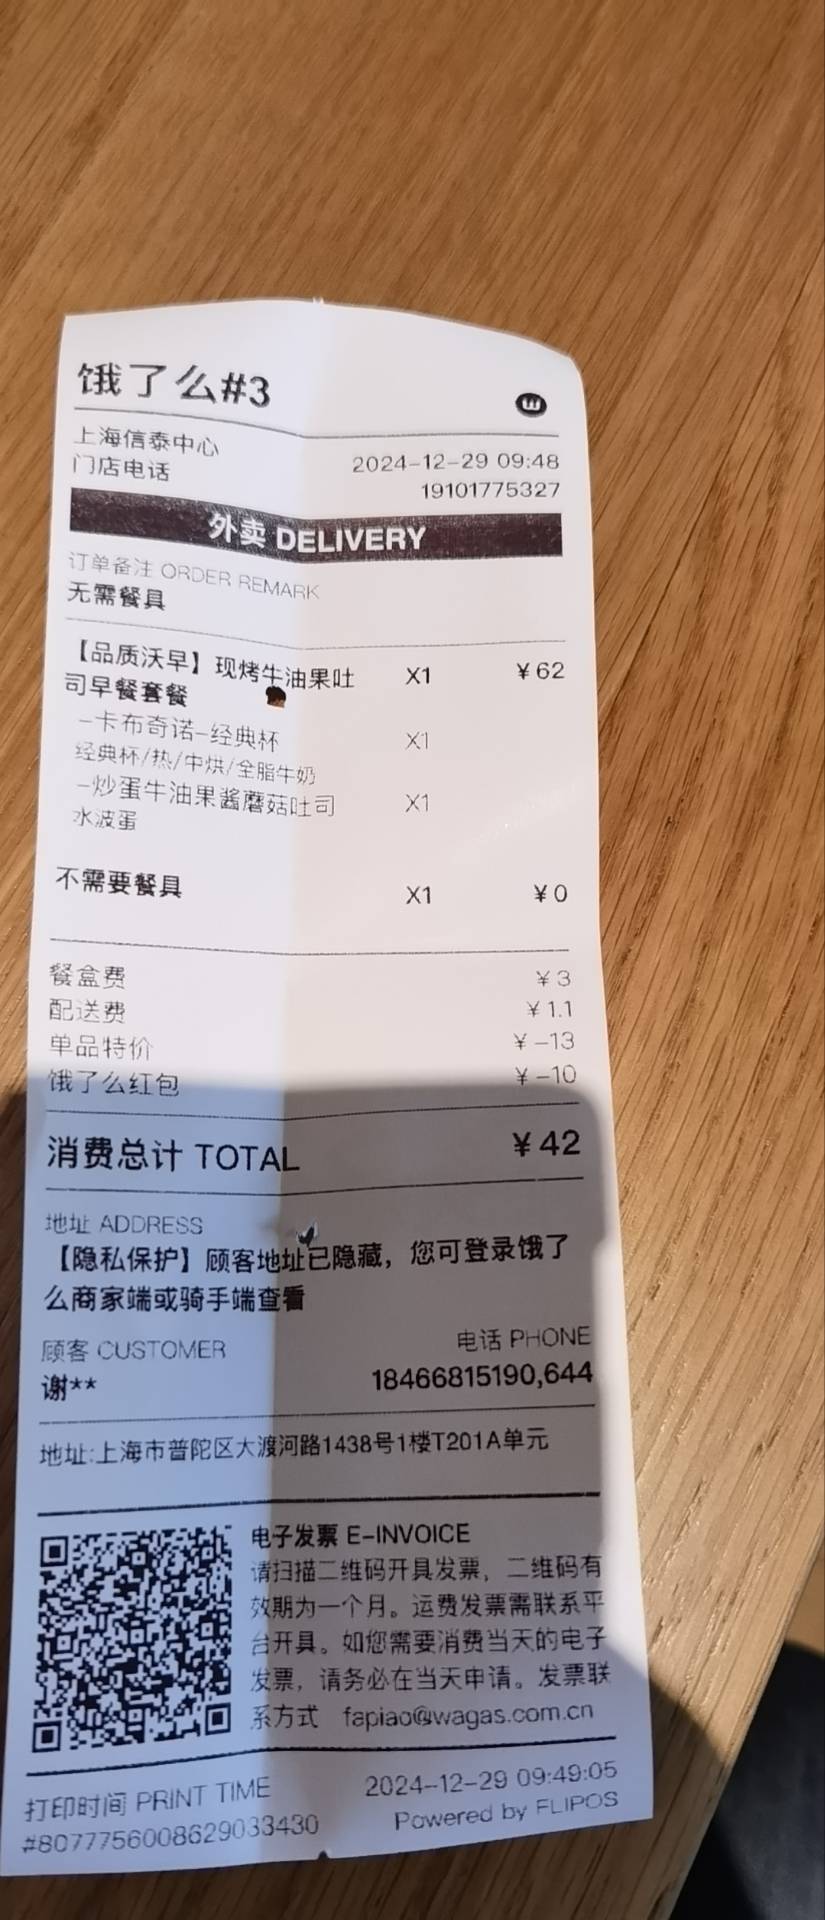 饿了么#3
上海信泰中心 2024-12-29 09:48
门店电话 19101775327
外卖 DELIVERY
订单备注 ORDER REMARK
无需餐具
【品质沃早】现烤牛油果吐 X1 ¥62
司早餐套餐
-卡布奇诺-经典杯 X1
经典杯/热/中烘/全脂牛奶
-炒蛋牛油果酱蘑菇吐司 X1
水波蛋
不需要餐具 X1 ¥0
餐盒费 ¥3
配送费 ¥1.1
单品特价 ¥-13
饿了么红包 ¥-10
消费总计 TOTAL ¥42
地址 ADDRESS
【隐私保护】顾客地址已隐藏，您可登录饿了
么商家端或骑手端查看
顾客 CUSTOMER 电话 PHONE
谢** 18466815190,644
地址:上海市普陀区大渡河路1438号1楼T201A单元
电子发票 E-INVOICE
请扫描二维码开具发票，二维码有
效期为一个月。运费发票需联系平
台开具。如您需要消费当天的电子
发票，请务必在当天申请。发票联
系方式 fapiao@wagas.com.cn
打印时间 PRINT TIME 2024-12-29 09:49:05
#8077756008629033430 Powered by FLIPOS